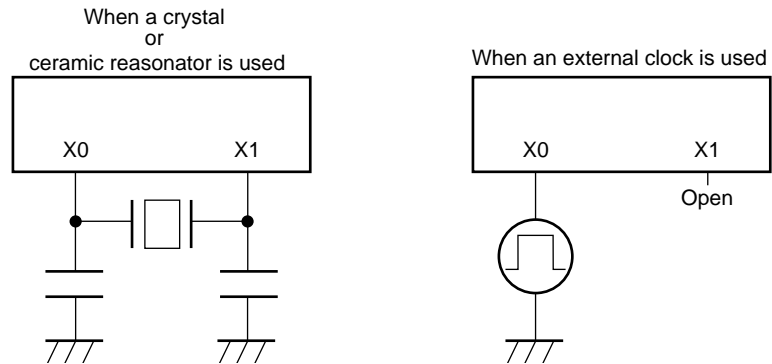 When a crystal
or
ceramic reasonator is used
X0
X1
When an external clock is used
X0
X1
Open